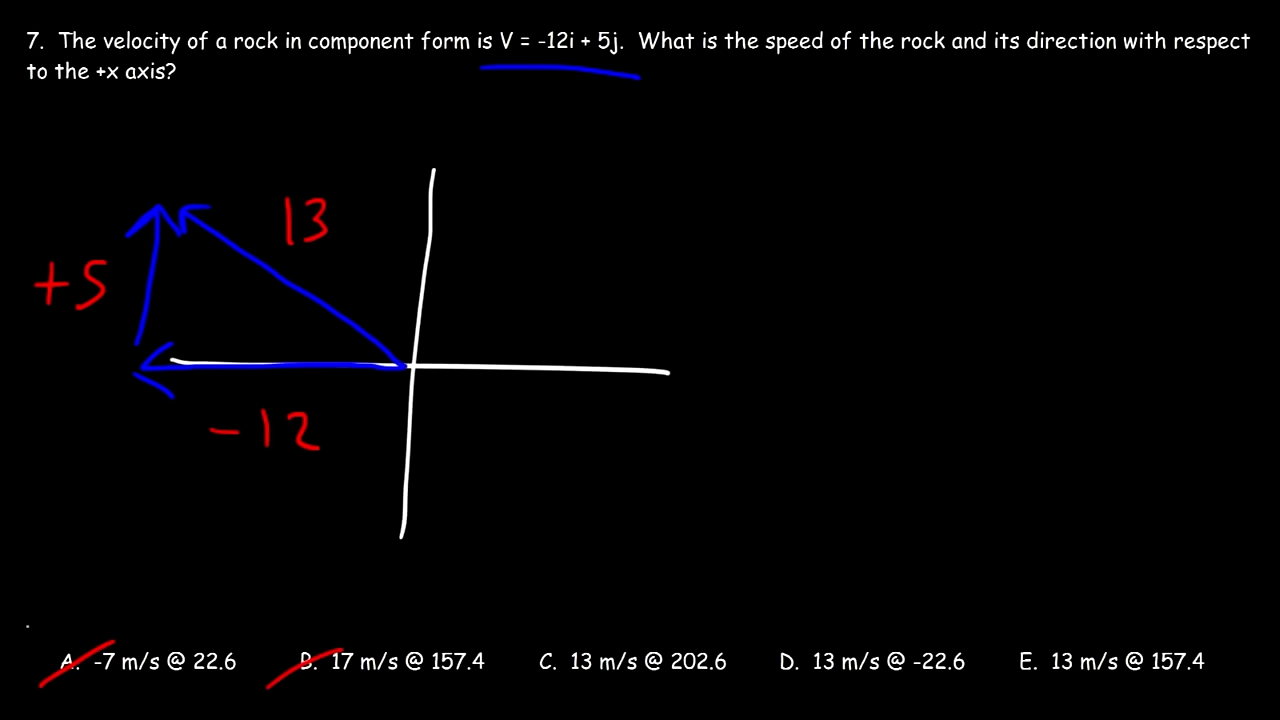 7. The velocity of a rock in component form is V = -12i + 5j. What is the speed of the rock and its direction with respect
to the +x axis?
13
+5
-12
A. -7 m/s @ 22.6 B. 17 m/s @ 157.4 C. 13 m/s @ 202.6 D. 13 m/s @ -22.6 E. 13 m/s @ 157.4